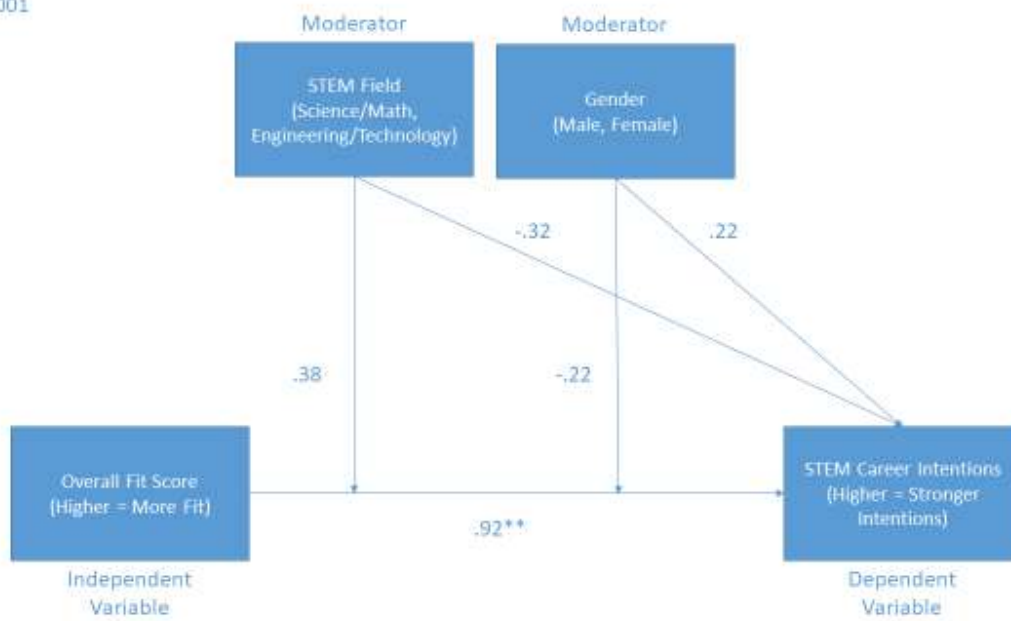 001
Moderator
Moderator
STEM Field
(Science/Math,
Engineering/Technology)
Gender
(Male, Female)
-.32
.22
.38
-.22
Overall Fit Score
(Higher = More Fit)
STEM Career Intentions
(Higher = Stronger
Intentions)
.92**
Independent
Variable
Dependent
Variable